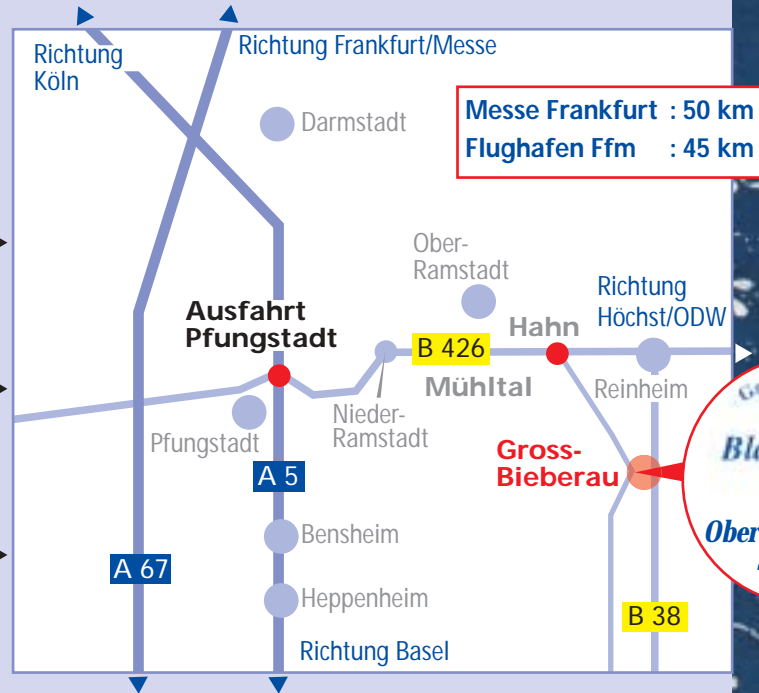 Richtung
Köln
Richtung Frankfurt/Messe
Darmstadt
Messe Frankfurt : 50 km
Flughafen Ffm : 45 km
Ober-
Ramstadt
Richtung
Höchst/ODW
Ausfahrt
Pfungstadt
Hahn
B 426
Mühltal
Reinheim
Nieder-
Ramstadt
Pfungstadt
Gross-
Bieberau
A 5
Bensheim
A 67
Heppenheim
B 38
Richtung Basel
Ober